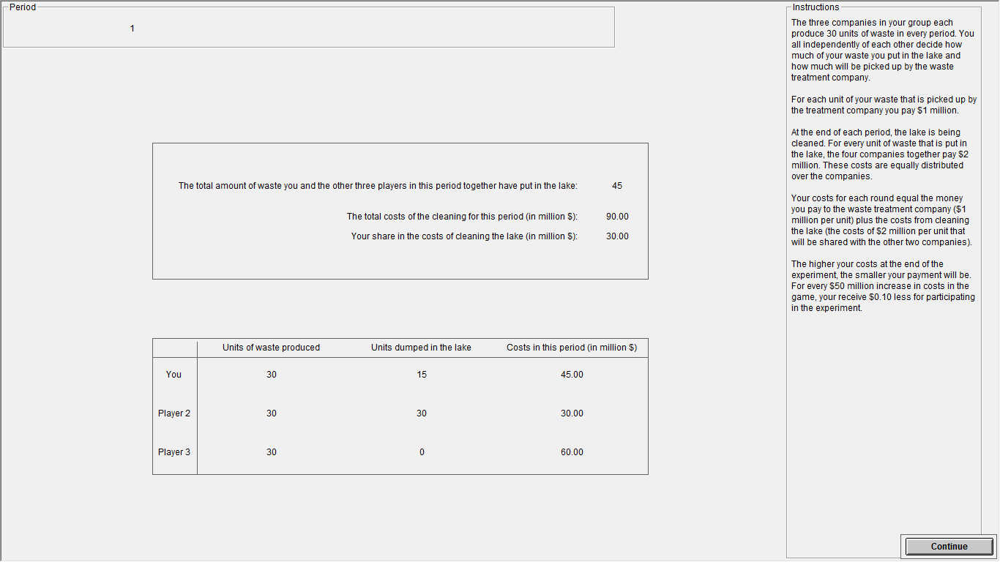 Period
1
The total amount of waste you and the other three players in this period together have put in the lake: 45
The total costs of the cleaning for this period (in million $): 90.00
Your share in the costs of cleaning the lake (in million $): 30.00
Units of waste produced Units dumped in the lake Costs in this period (in million $)
You 30 15 45.00
Player 2 30 30 30.00
Player 3 30 0 60.00
Instructions
The three companies in your group each
produce 30 units of waste in every period. You
all independently of each other decide how
much of your waste you put in the lake and
how much will be picked up by the waste
treatment company.
For each unit of your waste that is picked up by
the treatment company you pay $1 million.
At the end of each period, the lake is being
cleaned. For every unit of waste that is put in
the lake, the four companies together pay $2
million. These costs are equally distributed
over the companies.
Your costs for each round equal the money
you pay to the waste treatment company ($1
million per unit) plus the costs from cleaning
the lake (the costs of $2 million per unit that
will be shared with the other two companies).
The higher your costs at the end of the
experiment, the smaller your payment will be.
For every $50 million increase in costs in the
game, your receive $0.10 less for participating
in the experiment.
Continue